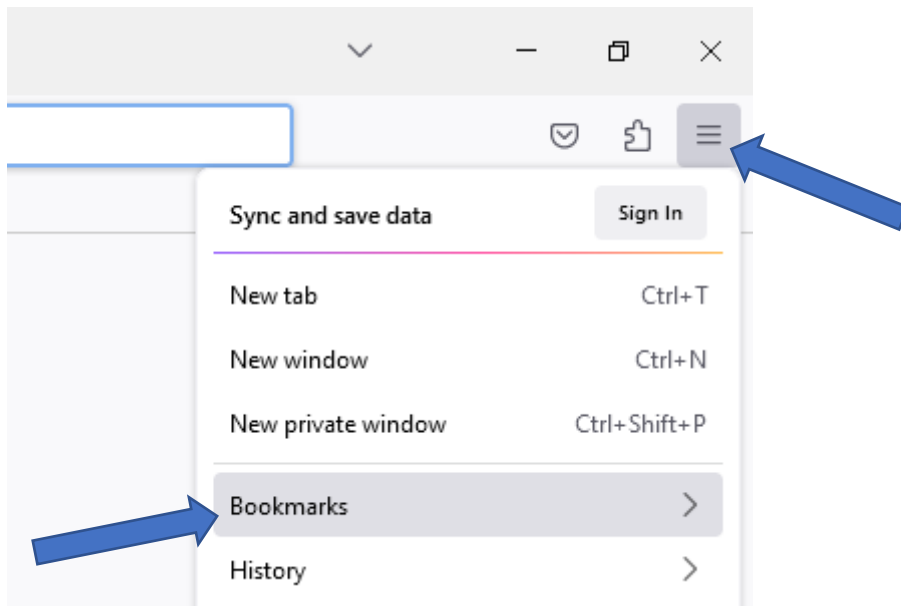 Sync and save data Sign In
New tab Ctrl+T
New window Ctrl+N
New private window Ctrl+Shift+P
Bookmarks
History